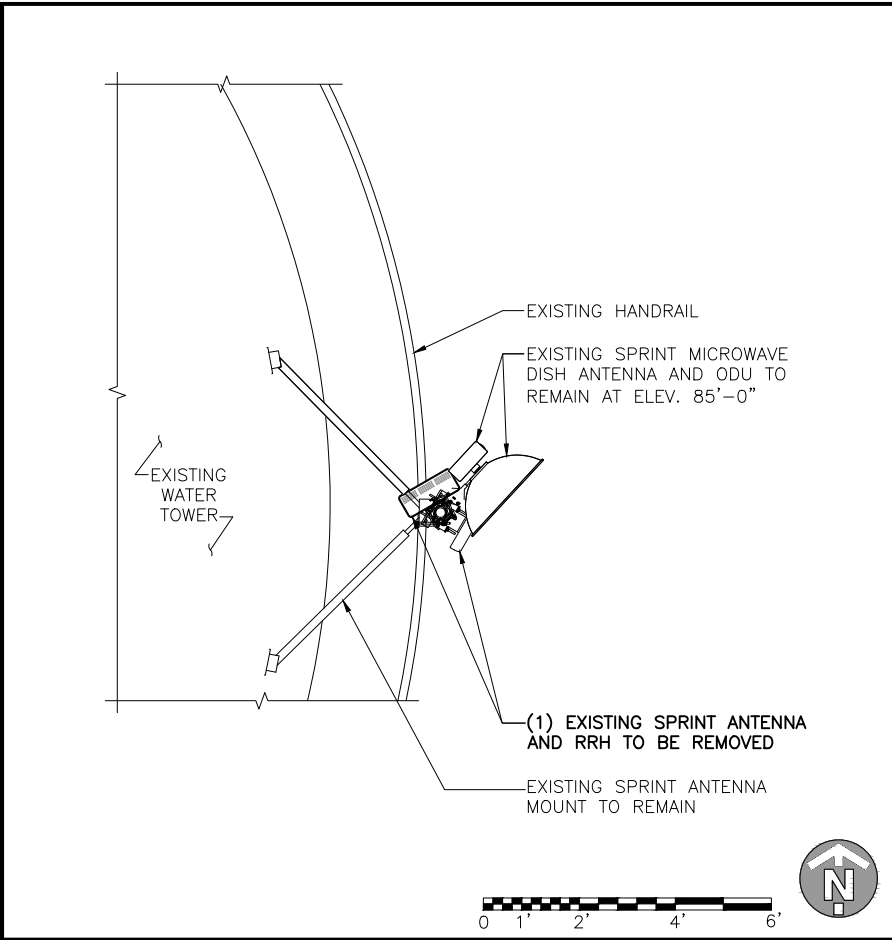 EXISTING HANDRAIL
EXISTING SPRINT MICROWAVE
DISH ANTENNA AND ODU TO
REMAIN AT ELEV. 85'-0"
EXISTING
WATER
TOWER
(1) EXISTING SPRINT ANTENNA
AND RRH TO BE REMOVED
EXISTING SPRINT ANTENNA
MOUNT TO REMAIN
N
0 1' 2' 4' 6'